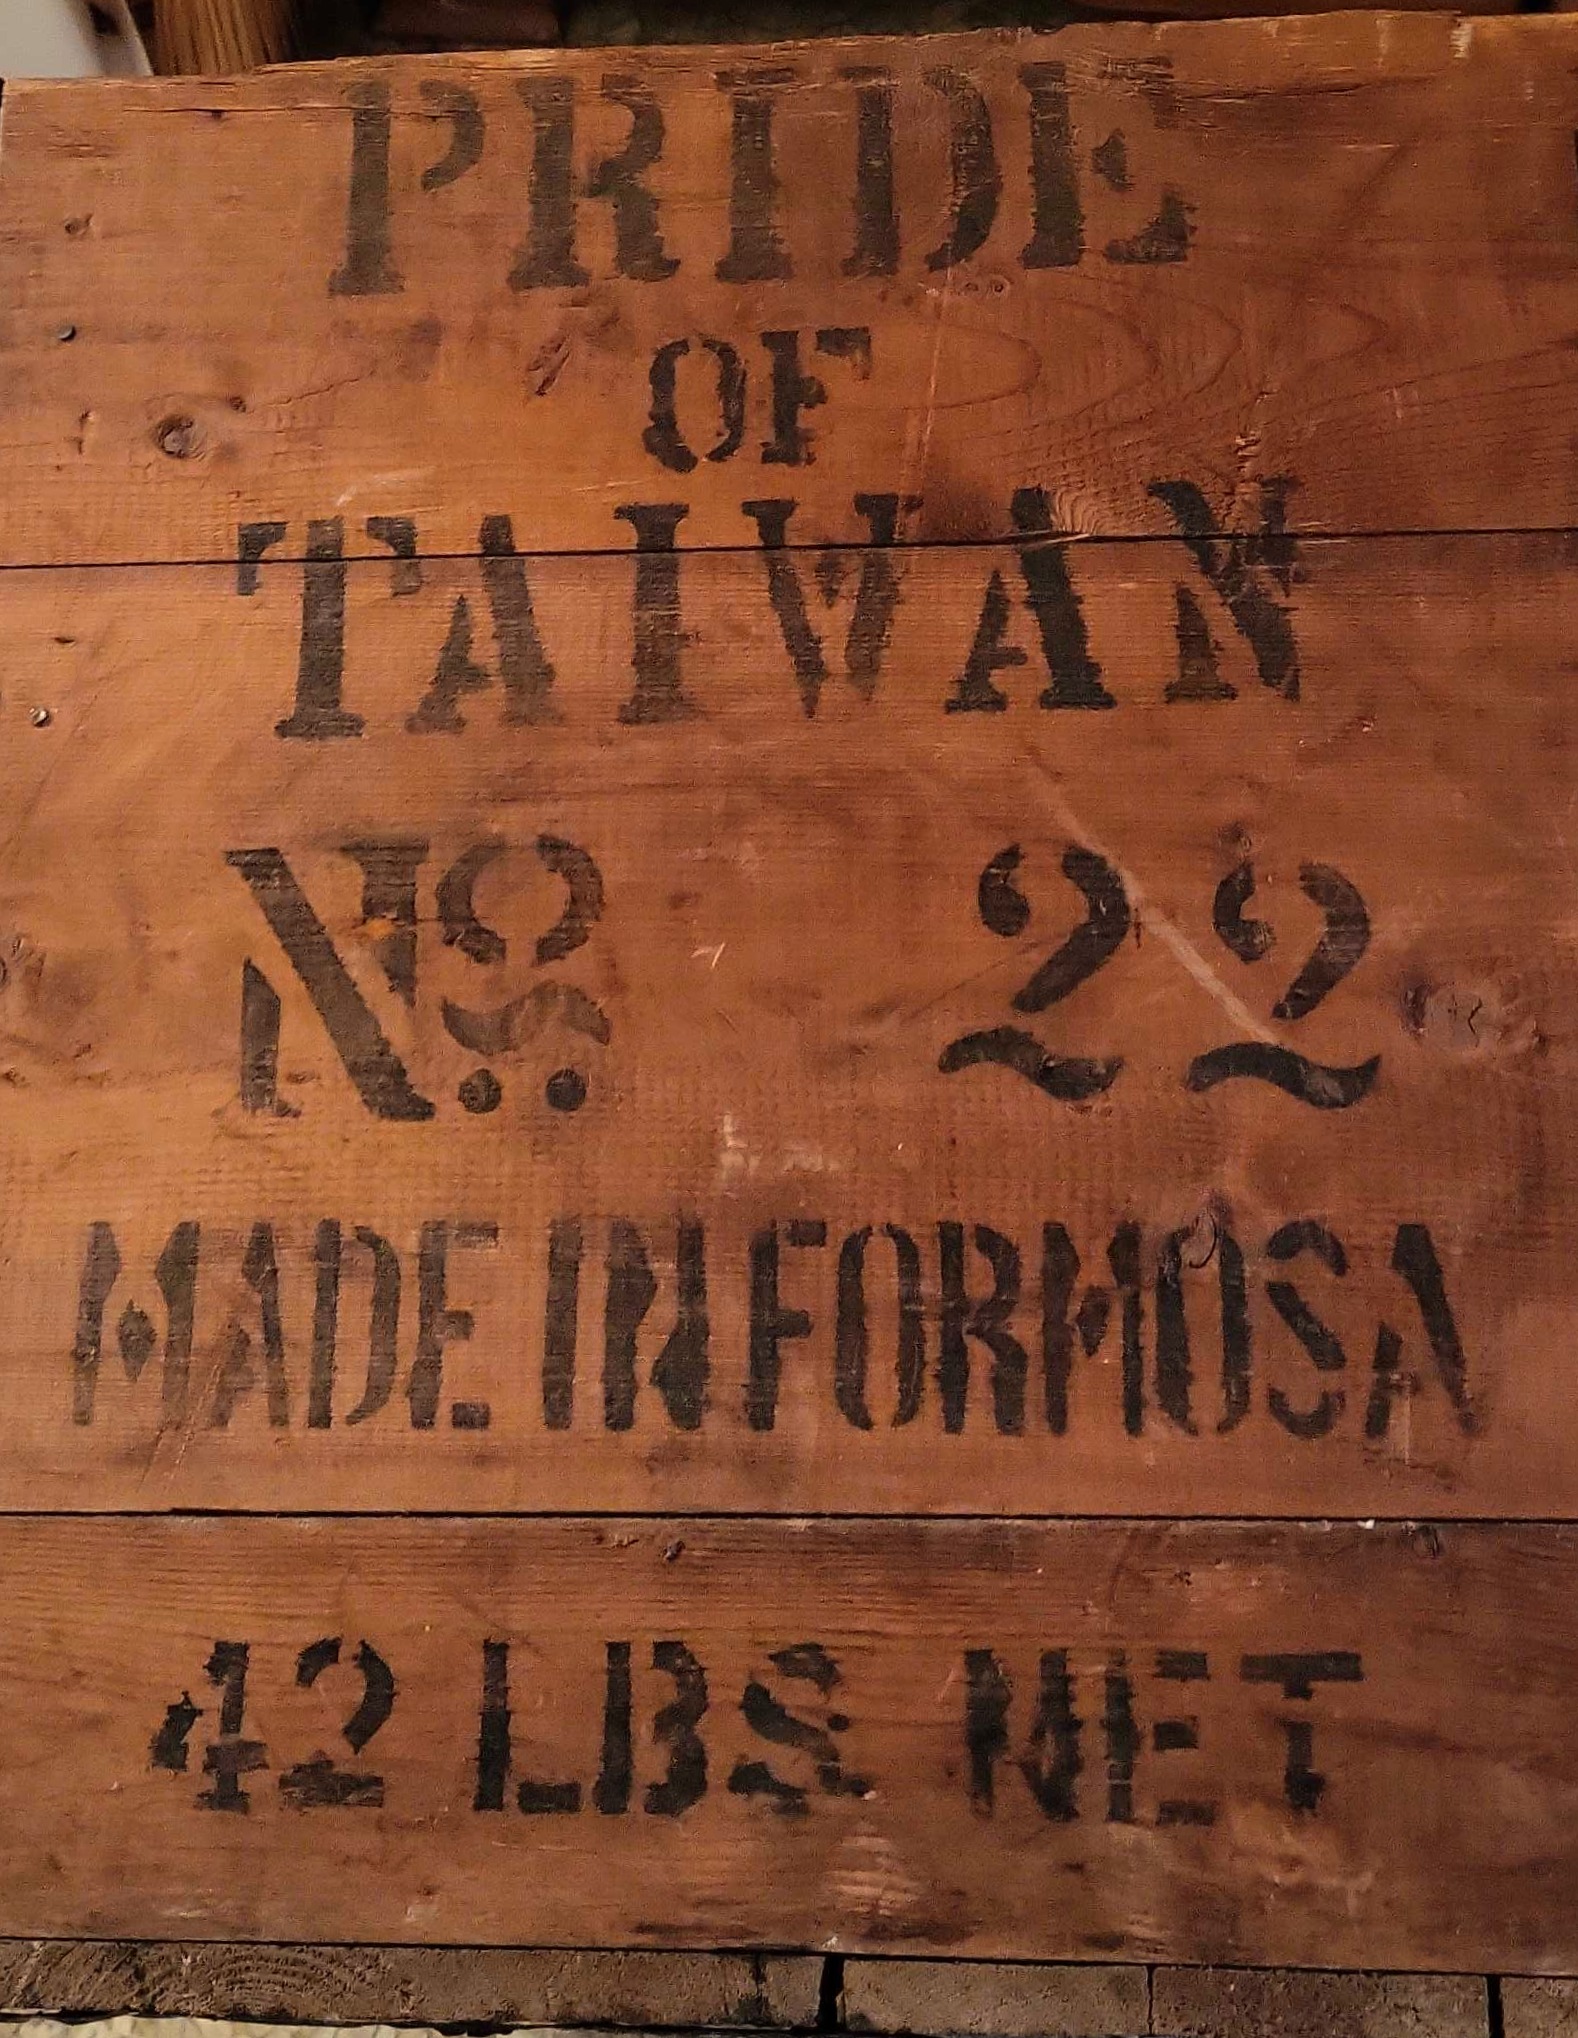 PRIDE
OF
TAIWAN
Nº 22
MADE IN FORMOSA
42 LBS NET